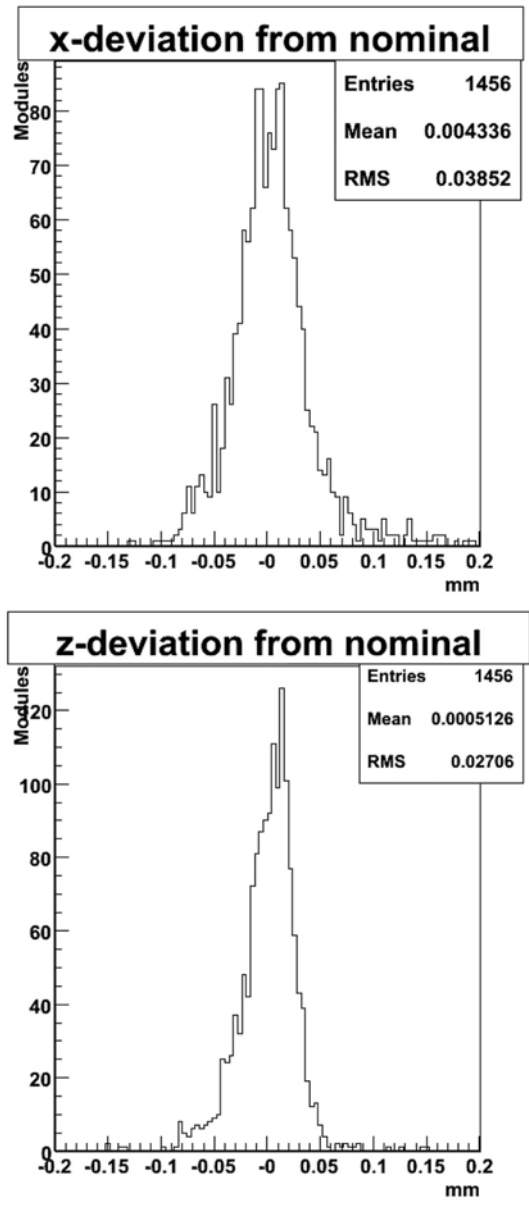 x-deviation from nominal
Modules
Entries 1456
Mean 0.004336
RMS 0.03852
80
70
60
50
40
30
20
10
0
-0.2 -0.15 -0.1 -0.05 -0 0.05 0.1 0.15 0.2
mm
z-deviation from nominal
Modules
Entries 1456
Mean 0.0005126
RMS 0.02706
120
100
80
60
40
20
0
-0.2 -0.15 -0.1 -0.05 -0 0.05 0.1 0.15 0.2
mm